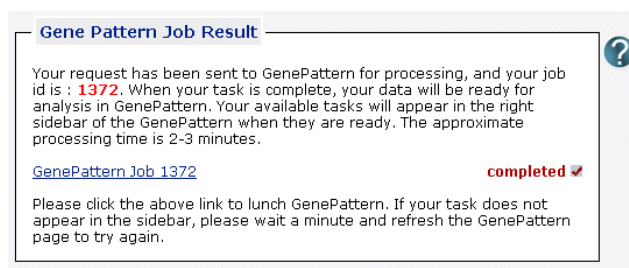 Gene Pattern Job Result
?
Your request has been sent to GenePattern for processing, and your job
id is : 1372. When your task is complete, your data will be ready for
analysis in GenePattern. Your available tasks will appear in the right
sidebar of the GenePattern when they are ready. The approximate
processing time is 2-3 minutes.
GenePattern Job 1372 completed
Please click the above link to lunch GenePattern. If your task does not
appear in the sidebar, please wait a minute and refresh the GenePattern
page to try again.